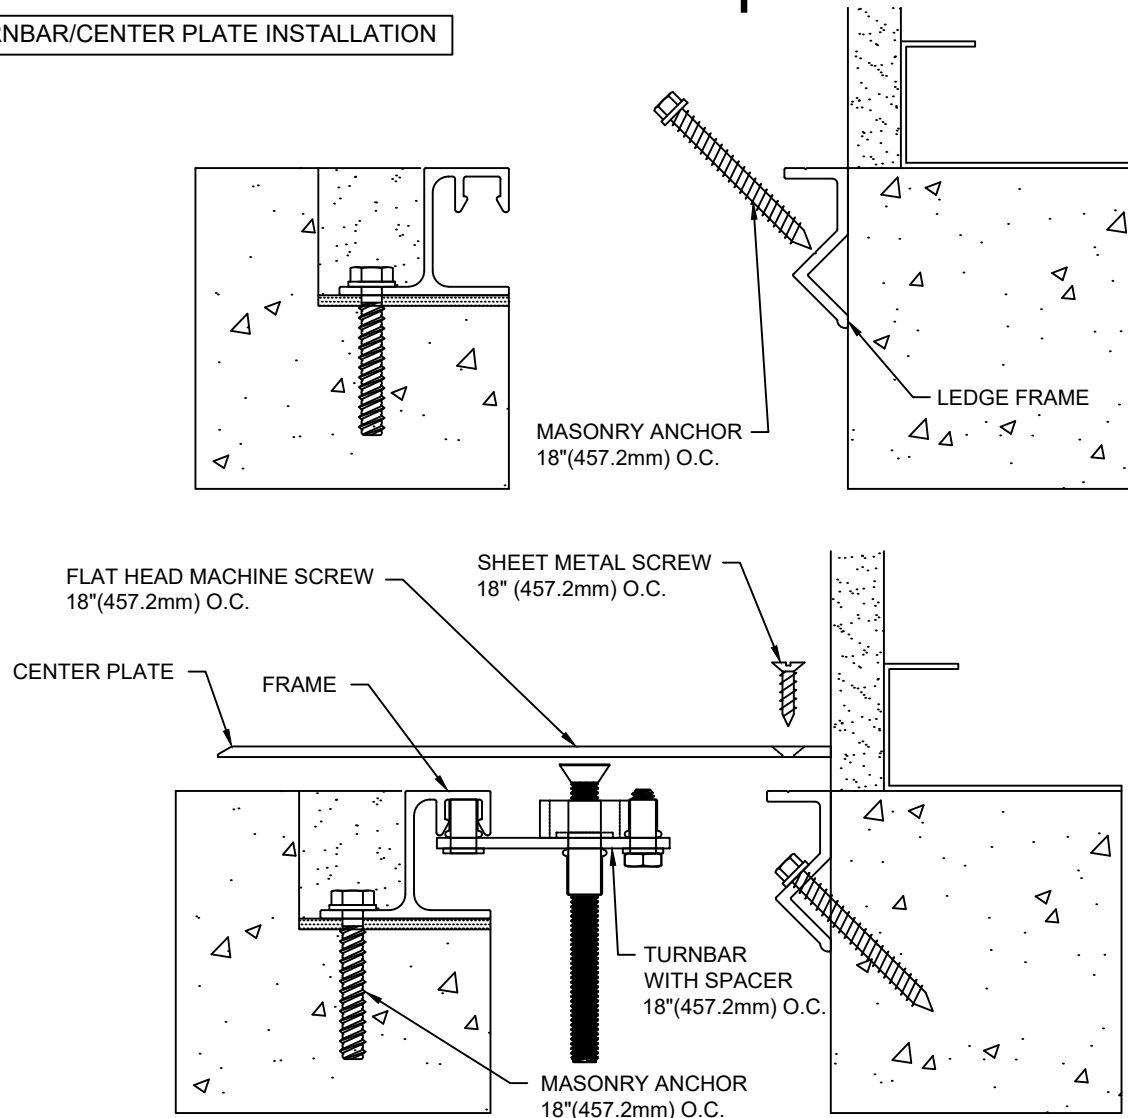 RNBAR/CENTER PLATE INSTALLATION
MASONRY ANCHOR
18"(457.2mm) O.C.
LEDGE FRAME
FLAT HEAD MACHINE SCREW
18"(457.2mm) O.C.
SHEET METAL SCREW
18" (457.2mm) O.C.
CENTER PLATE
FRAME
TURNBAR
WITH SPACER
18"(457.2mm) O.C.
MASONRY ANCHOR
18"(457.2mm) O.C.